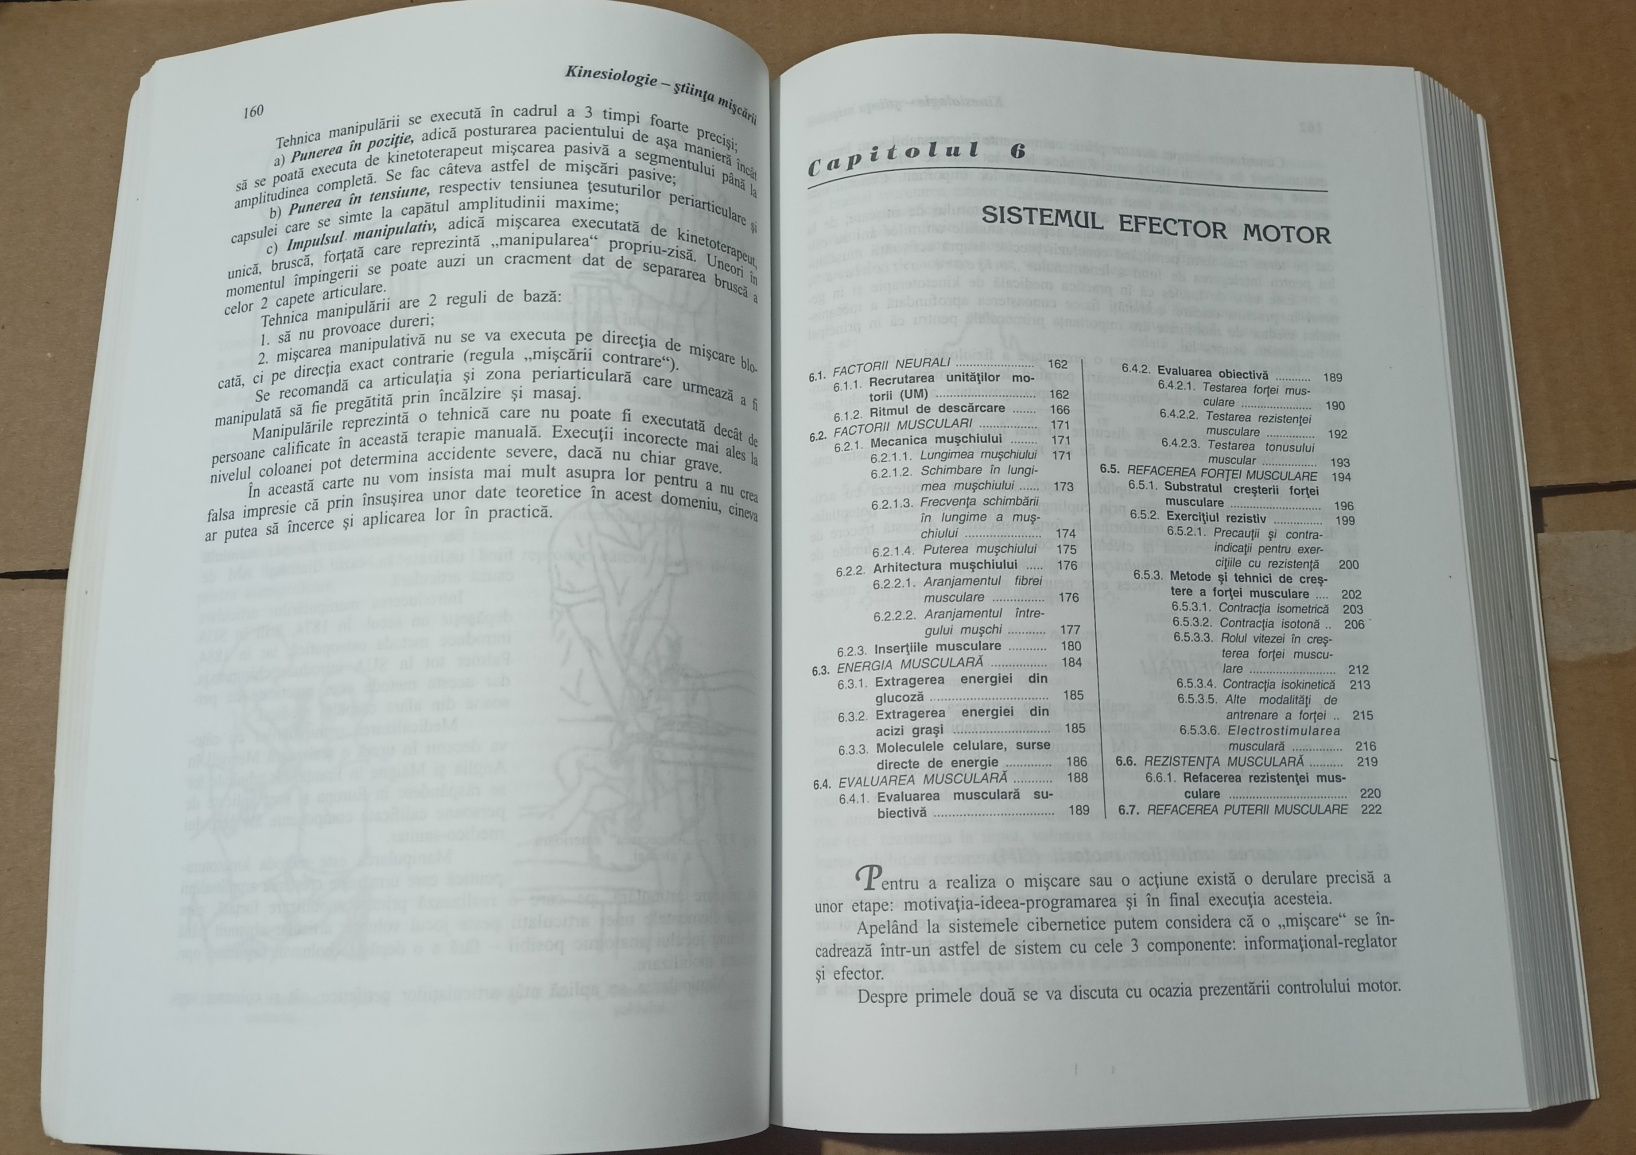 160
Kinesiologie – ştiinţa mişcării
Tehnica manipulării se execută în cadrul a 3 timpi foarte precişi;
a) Punerea în poziţie, adică posturarea pacientului de aşa manieră încât
să se poată executa de kinetoterapeut mişcarea pasivă a segmentului până la
amplitudinea completă. Se fac câteva astfel de mişcări pasive;
b) Punerea în tensiune, respectiv tensiunea ţesuturilor periarticulare şi
capsulei care se simte la capătul amplitudinii maxime;
c) Impulsul manipulativ, adică mişcarea executată de kinetoterapeut,
unică, bruscă, forţată care reprezintă „manipularea“ propriu-zisă. Uneori în
momentul împingerii se poate auzi un cracment dat de separarea bruscă a
celor 2 capete articulare.
Tehnica manipulării are 2 reguli de bază:
1. să nu provoace dureri;
2. mişcarea manipulativă nu se va executa pe direcţia de mişcare blo-
cată, ci pe direcţia exact contrarie (regula „mişcării contrare“).
Se recomandă ca articulaţia şi zona periarticulară care urmează a fi
manipulată să fie pregătită prin încălzire şi masaj.
Manipulările reprezintă o tehnică care nu poate fi executată decât de
persoane calificate în această terapie manuală. Execuţii incorecte mai ales la
nivelul coloanei pot determina accidente severe, dacă nu chiar grave.
În această carte nu vom insista mai mult asupra lor pentru a nu crea
falsa impresie că prin însuşirea unor date teoretice în acest domeniu, cineva
ar putea să încerce şi aplicarea lor în practică.
Capitolul 6
SISTEMUL EFECTOR MOTOR
6.1. FACTORII NEURALI ........................ 162
6.1.1. Recrutarea unităţilor mo-
torii (UM) .............................. 162
6.1.2. Ritmul de descărcare ....... 166
6.2. FACTORII MUSCULARI .................. 171
6.2.1. Mecanica muşchiului ........ 171
6.2.1.1. Lungimea muşchiului 171
6.2.1.2. Schimbare în lungi-
mea muşchiului ...... 173
6.2.1.3. Frecvenţa schimbării
în lungime a muş-
chiului ....................... 174
6.2.1.4. Puterea muşchiului 175
6.2.2. Arhitectura muşchiului ..... 176
6.2.2.1. Aranjamentul fibrei
musculare ................ 176
6.2.2.2. Aranjamentul între-
gului muşchi ........... 177
6.2.3. Inserţiile musculare ........... 180
6.3. ENERGIA MUSCULARĂ ................. 184
6.3.1. Extragerea energiei din
glucoză .................................... 185
6.3.2. Extragerea energiei din
acizi graşi .............................. 185
6.3.3. Moleculele celulare, surse
directe de energie .............. 186
6.4. EVALUAREA MUSCULARĂ ............ 188
6.4.1. Evaluarea musculară su-
biectivă .................................... 189
6.4.2. Evaluarea obiectivă ........... 189
6.4.2.1. Testarea forţei mus-
culare ...................... 190
6.4.2.2. Testarea rezistenţei
musculare ............... 192
6.4.2.3. Testarea tonusului
muscular ................. 193
6.5. REFACEREA FORŢEI MUSCULARE 194
6.5.1. Substratul creşterii forţei
musculare ............................ 196
6.5.2. Exerciţiul rezistiv ............... 199
6.5.2.1. Precauţii şi contra-
indicaţii pentru exer-
ciţiile cu rezistenţă 200
6.5.3. Metode şi tehnici de creş-
tere a forţei musculare .... 202
6.5.3.1. Contracţia isometrică 203
6.5.3.2. Contracţia isotonă .. 206
6.5.3.3. Rolul vitezei în creş-
terea forţei muscu-
lare .......................... 212
6.5.3.4. Contracţia isokinetică 213
6.5.3.5. Alte modalităţi de
antrenare a forţei .. 215
6.5.3.6. Electrostimularea
musculară ............... 216
6.6. REZISTENŢA MUSCULARĂ .......... 219
6.6.1. Refacerea rezistenţei mus-
culare .................................... 220
6.7. REFACEREA PUTERII MUSCULARE 222
Pentru a realiza o mişcare sau o acţiune există o derulare precisă a
unor etape: motivaţia-ideea-programarea şi în final execuţia acesteia.
Apelând la sistemele cibernetice putem considera că o „mişcare“ se în-
cadrează într-un astfel de sistem cu cele 3 componente: informaţional-reglator
şi efector.
Despre primele două se va discuta cu ocazia prezentării controlului motor.